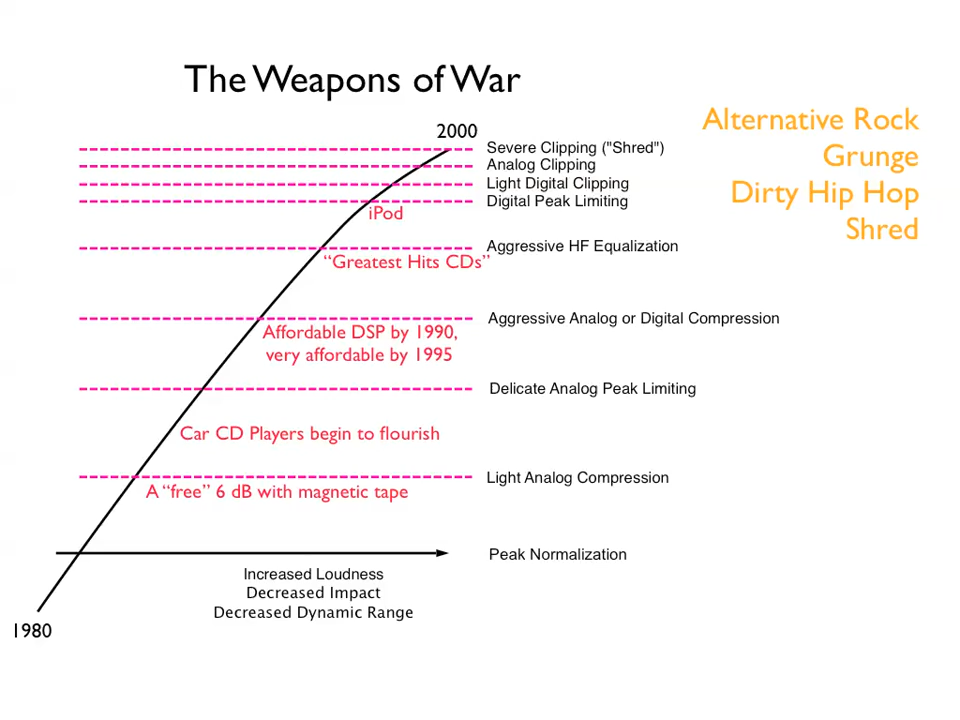 The Weapons of War
2000
Alternative Rock
Grunge
Dirty Hip Hop
Shred
Severe Clipping ("Shred")
Analog Clipping
Light Digital Clipping
Digital Peak Limiting
iPod
Aggressive HF Equalization
“Greatest Hits CDs”
Aggressive Analog or Digital Compression
Affordable DSP by 1990,
very affordable by 1995
Delicate Analog Peak Limiting
Car CD Players begin to flourish
Light Analog Compression
A “free” 6 dB with magnetic tape
Peak Normalization
Increased Loudness
Decreased Impact
Decreased Dynamic Range
1980